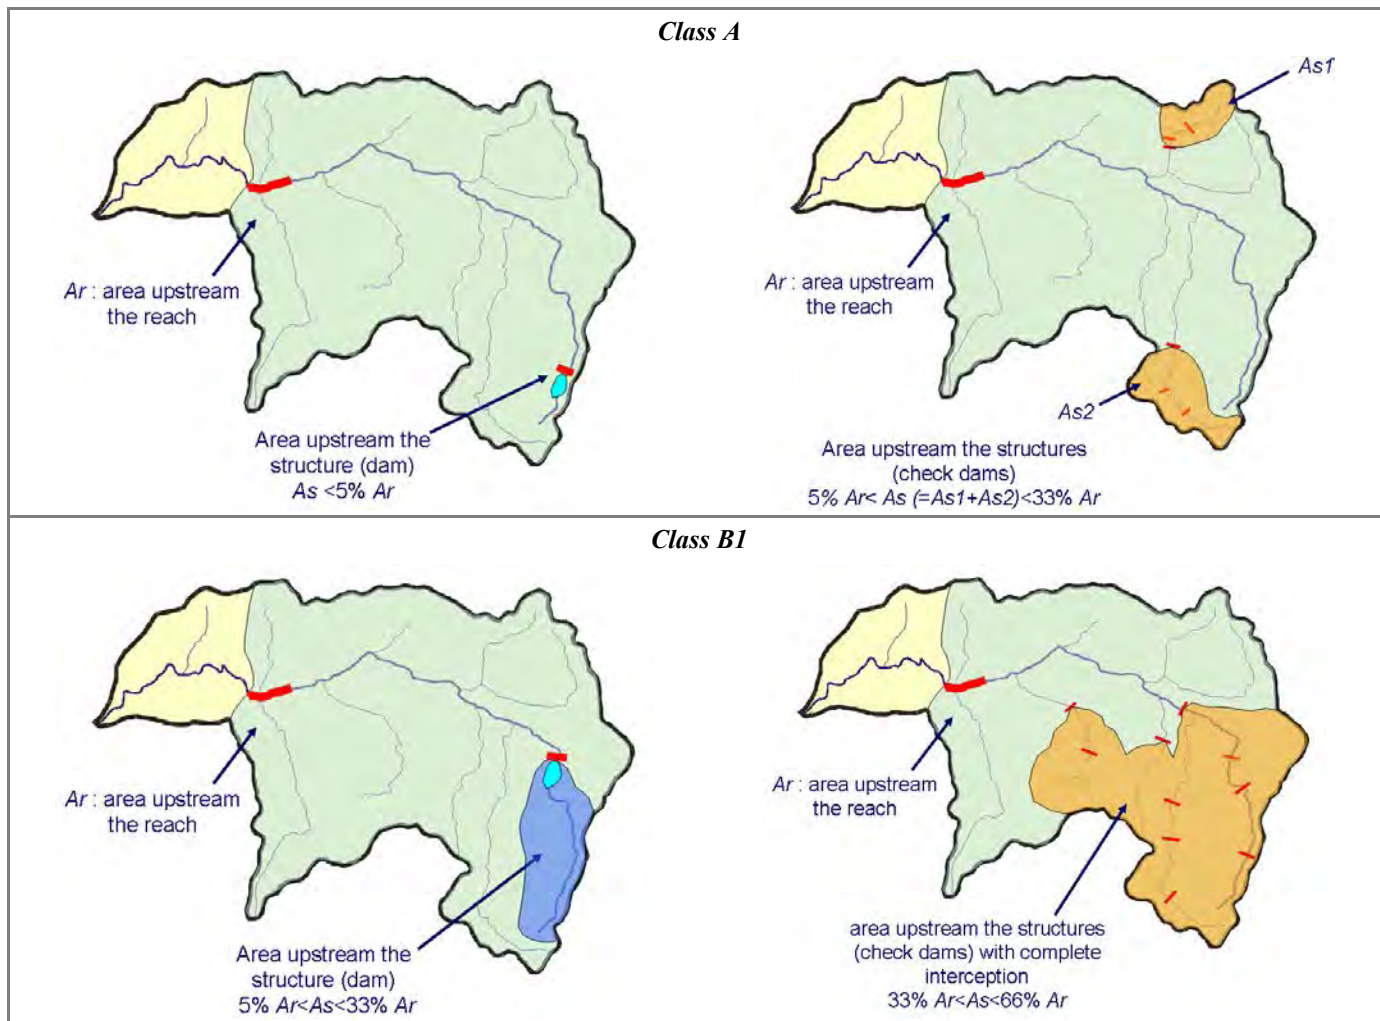 Class A
As1
Ar : area upstream
the reach
Ar : area upstream
the reach
As2
Area upstream the
structure (dam)
As <5% Ar
Area upstream the structures
(check dams)
5% Ar< As (=As1+As2)<33% Ar
Class B1
Ar : area upstream
the reach
Ar : area upstream
the reach
Area upstream the
structure (dam)
5% Ar<As<33% Ar
area upstream the structures
(check dams) with complete
interception
33% Ar<As<66% Ar